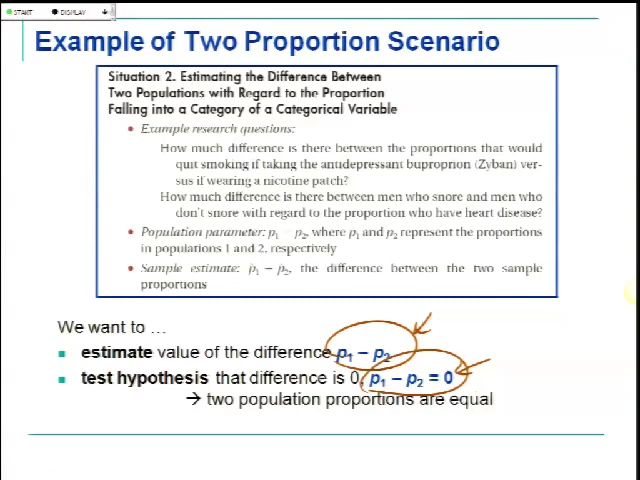 START DISPLAY
Example of Two Proportion Scenario
Situation 2. Estimating the Difference Between
Two Populations with Regard to the Proportion
Falling into a Category of a Categorical Variable
• Example research questions:
How much difference is there between the proportions that would
quit smoking if taking the antidepressant buproprion (Zyban) ver-
sus if wearing a nicotine patch?
How much difference is there between men who snore and men who
don't snore with regard to the proportion who have heart disease?
• Population parameter: p₁ − p₂, where p₁ and p₂ represent the proportions
in populations 1 and 2, respectively
• Sample estimate: p̂₁ − p̂₂, the difference between the two sample
proportions
We want to …
▪ estimate value of the difference p₁ – p₂
▪ test hypothesis that difference is 0, p₁ – p₂ = 0
→ two population proportions are equal